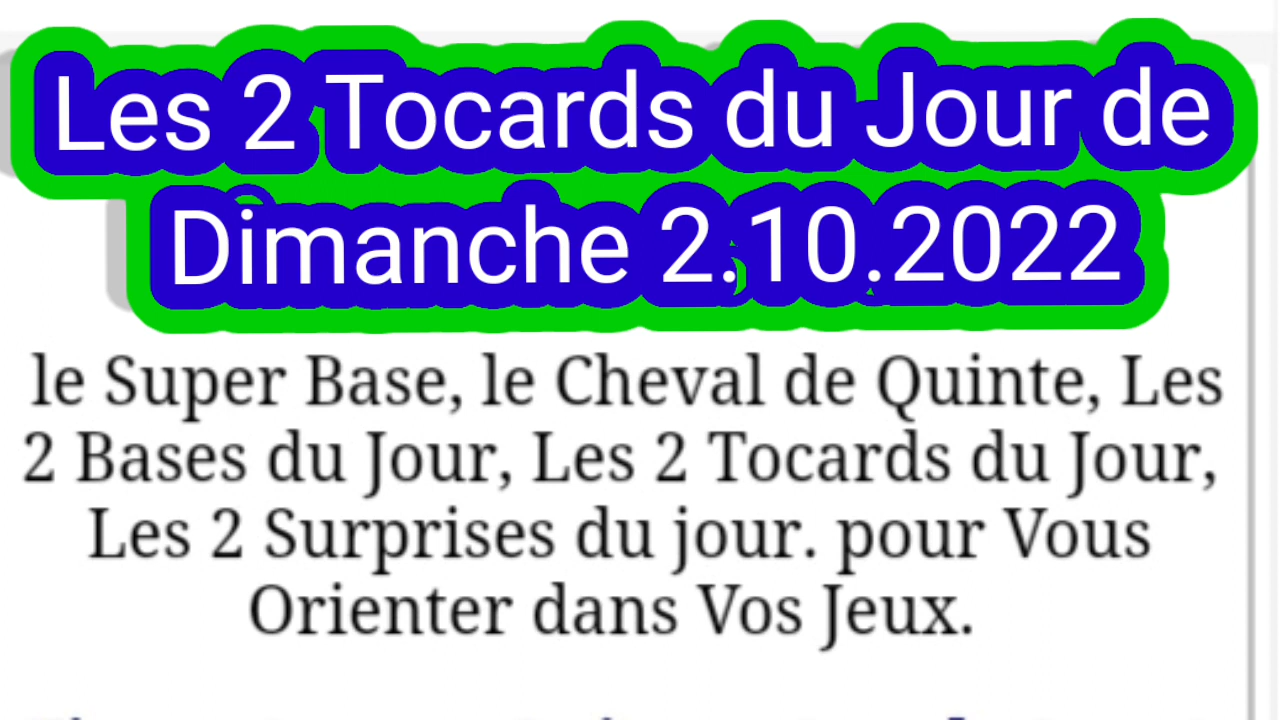 Les 2 Tocards du Jour de
Dimanche 2.10.2022
le Super Base, le Cheval de Quinte, Les
2 Bases du Jour, Les 2 Tocards du Jour,
Les 2 Surprises du jour. pour Vous
Orienter dans Vos Jeux.